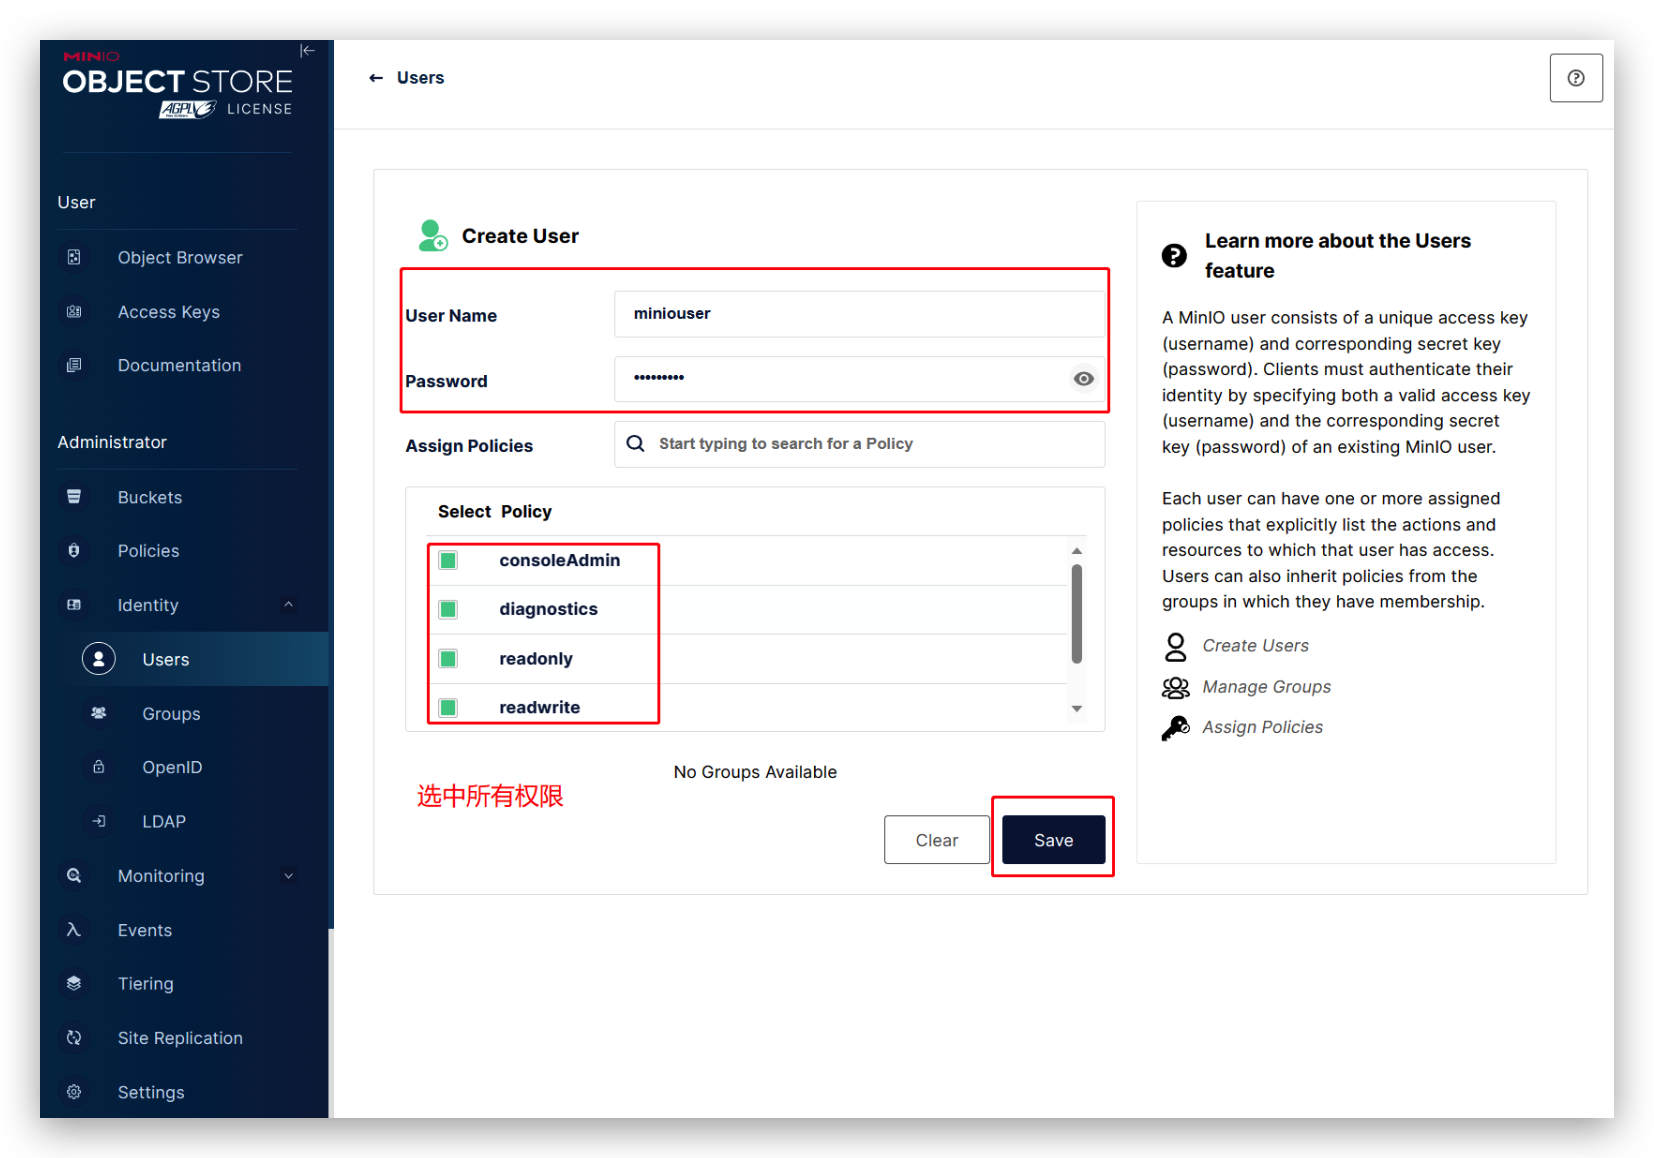 MINIO
OBJECT STORE
AGPLv3 LICENSE
User
Object Browser
Access Keys
Documentation
Administrator
Buckets
Policies
Identity
Users
Groups
OpenID
LDAP
Monitoring
Events
Tiering
Site Replication
Settings
Users
Create User
User Name
miniouser
Password
•••••••••
Assign Policies
Start typing to search for a Policy
Select Policy
consoleAdmin
diagnostics
readonly
readwrite
No Groups Available
选中所有权限
Clear
Save
Learn more about the Users
feature
A MinIO user consists of a unique access key
(username) and corresponding secret key
(password). Clients must authenticate their
identity by specifying both a valid access key
(username) and the corresponding secret
key (password) of an existing MinIO user.
Each user can have one or more assigned
policies that explicitly list the actions and
resources to which that user has access.
Users can also inherit policies from the
groups in which they have membership.
Create Users
Manage Groups
Assign Policies